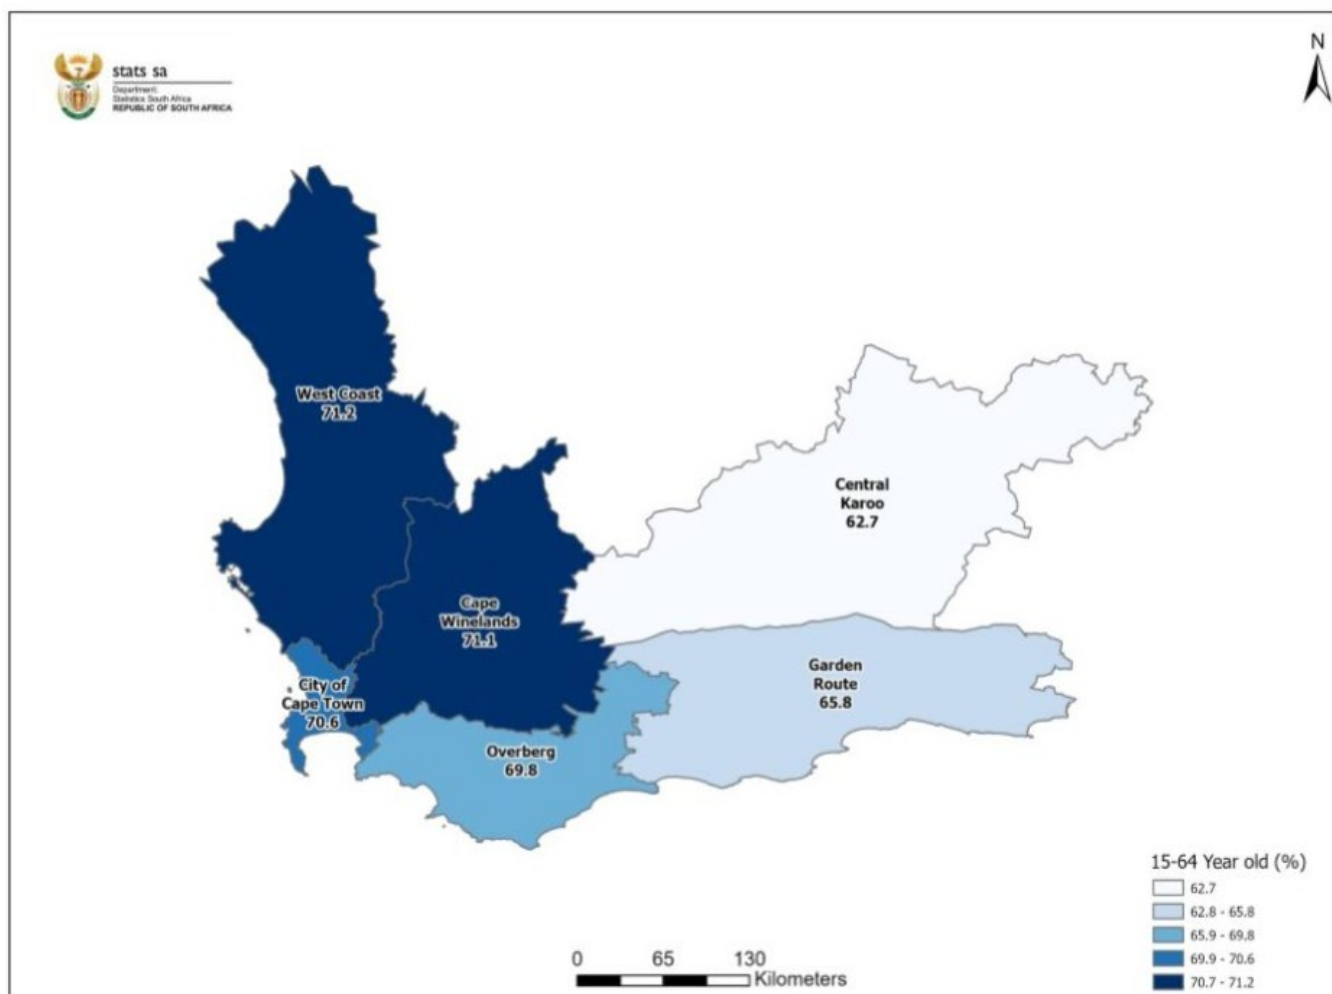 N
stats sa
Department:
Statistics South Africa
REPUBLIC OF SOUTH AFRICA
West Coast
71.2
Central
Karoo
62.7
Cape
Winelands
71.1
Garden
Route
65.8
City of
Cape Town
70.6
Overberg
69.8
15-64 Year old (%)
62.7
62.8 - 65.8
65.9 - 69.8
69.9 - 70.6
70.7 - 71.2
0 65 130
Kilometers